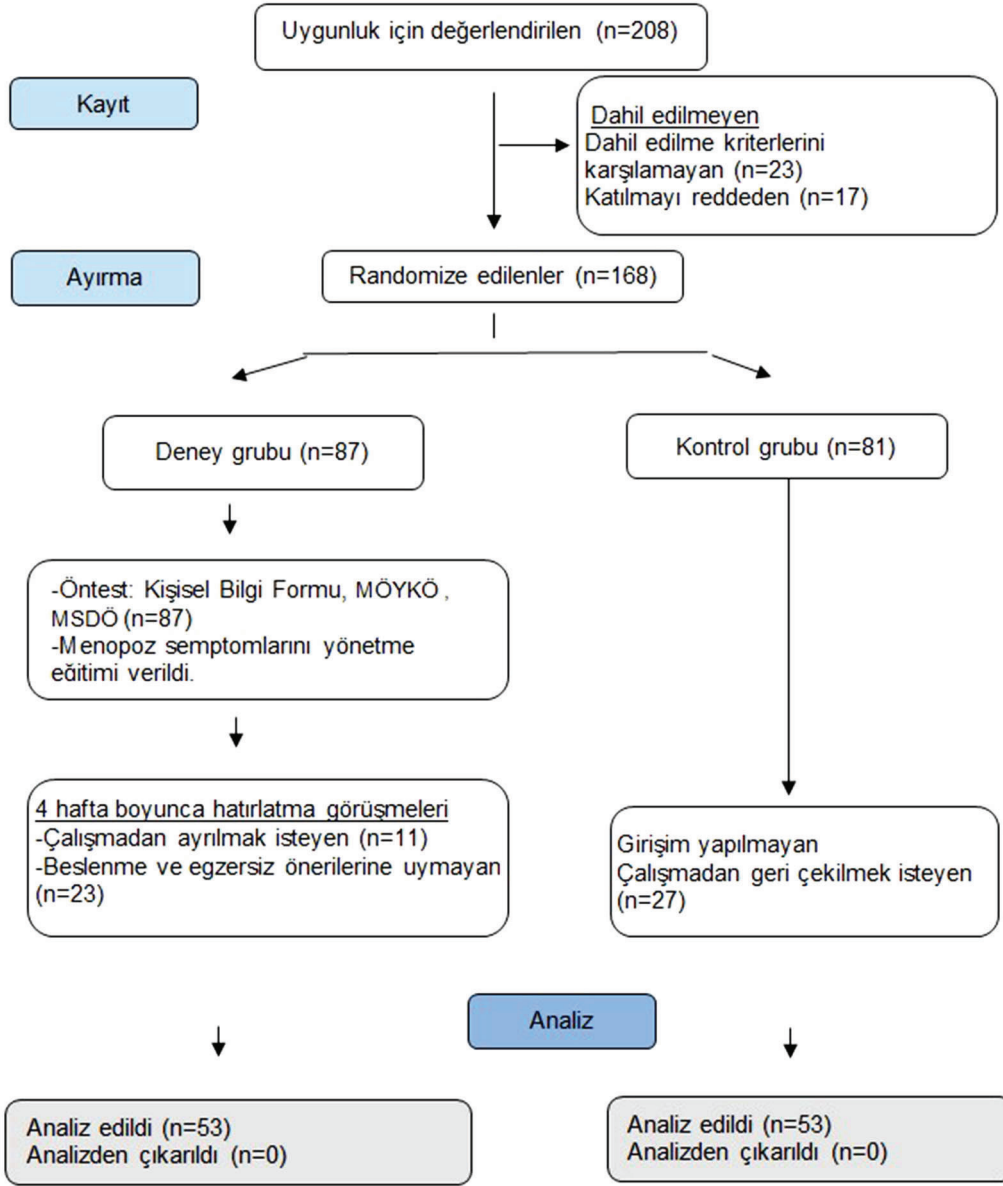 Uygunluk için değerlendirilen (n=208)
Kayıt
Dahil edilmeyen
Dahil edilme kriterlerini
karşılamayan (n=23)
Katılmayı reddeden (n=17)
Ayırma
Randomize edilenler (n=168)
Deney grubu (n=87)
Kontrol grubu (n=81)
-Öntest: Kişisel Bilgi Formu, MÖYKÖ ,
MSDÖ (n=87)
-Menopoz semptomlarını yönetme
eğitimi verildi.
4 hafta boyunca hatırlatma görüşmeleri
-Çalışmadan ayrılmak isteyen (n=11)
-Beslenme ve egzersiz önerilerine uymayan
(n=23)
Girişim yapılmayan
Çalışmadan geri çekilmek isteyen
(n=27)
Analiz
Analiz edildi (n=53)
Analizden çıkarıldı (n=0)
Analiz edildi (n=53)
Analizden çıkarıldı (n=0)